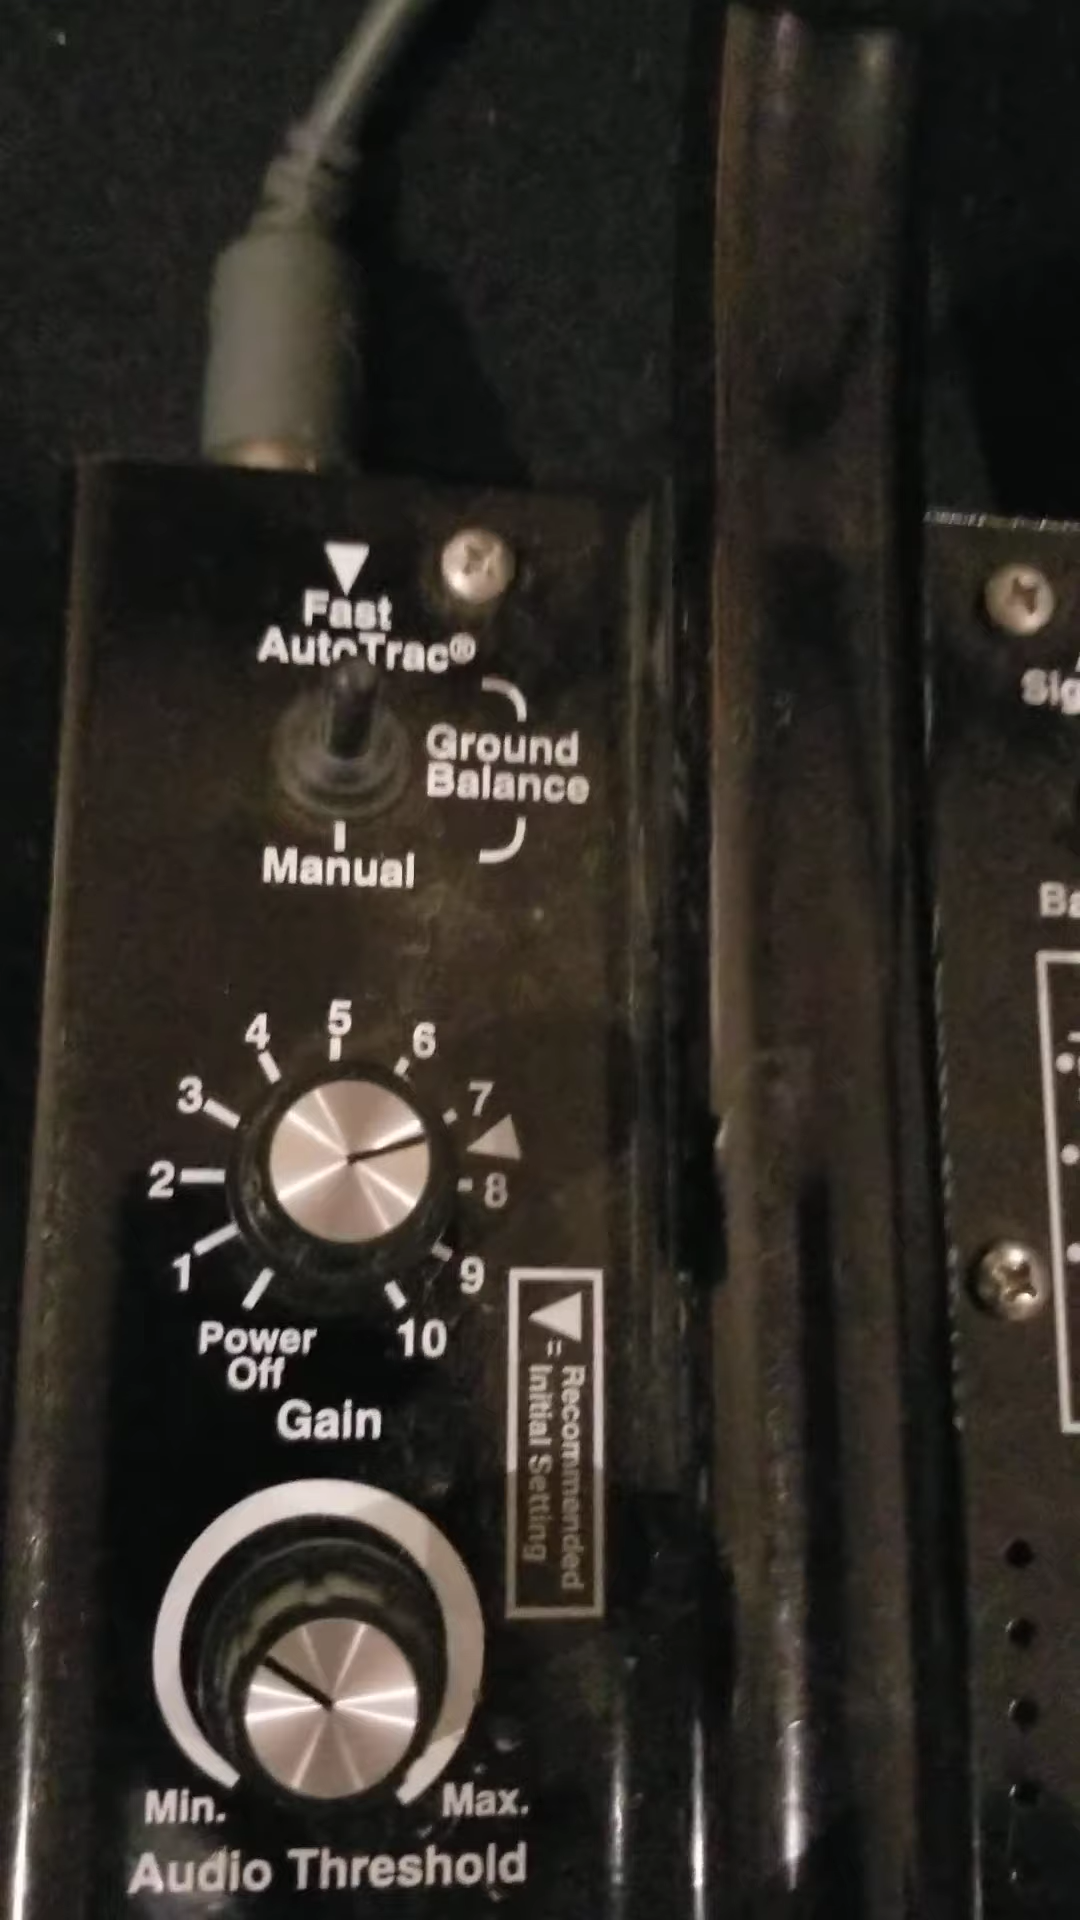 Fast
AutoTrac®
Ground
Balance
Manual
4 5 6
3 7
2 8
1 9
Power
Off
10
Gain
= Recommended
Initial Setting
Min. Max.
Audio Threshold